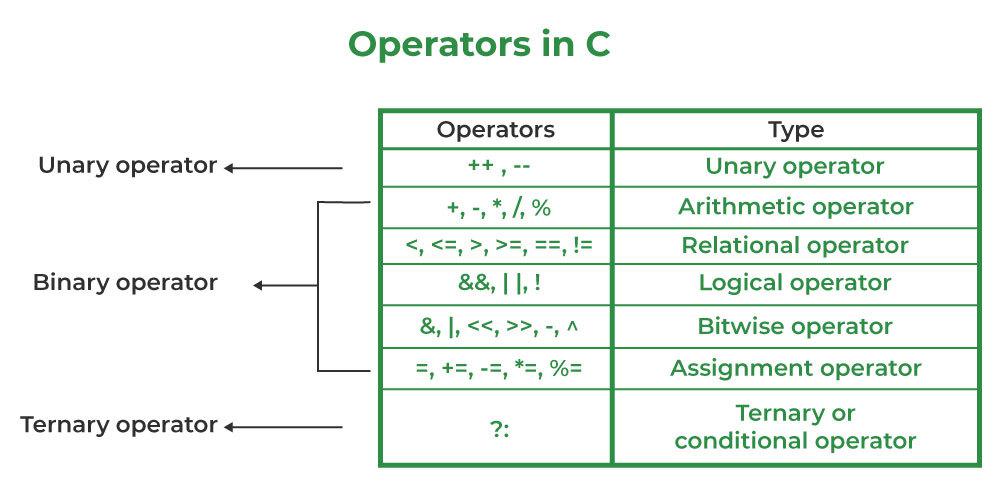 Operators in C
Operators Type
Unary operator ++ , -- Unary operator
+, -, *, /, % Arithmetic operator
<, <=, >, >=, ==, != Relational operator
Binary operator &&, | |, ! Logical operator
&, |, <<, >>, -, ^ Bitwise operator
=, +=, -=, *=, %= Assignment operator
Ternary operator ?: Ternary or
conditional operator